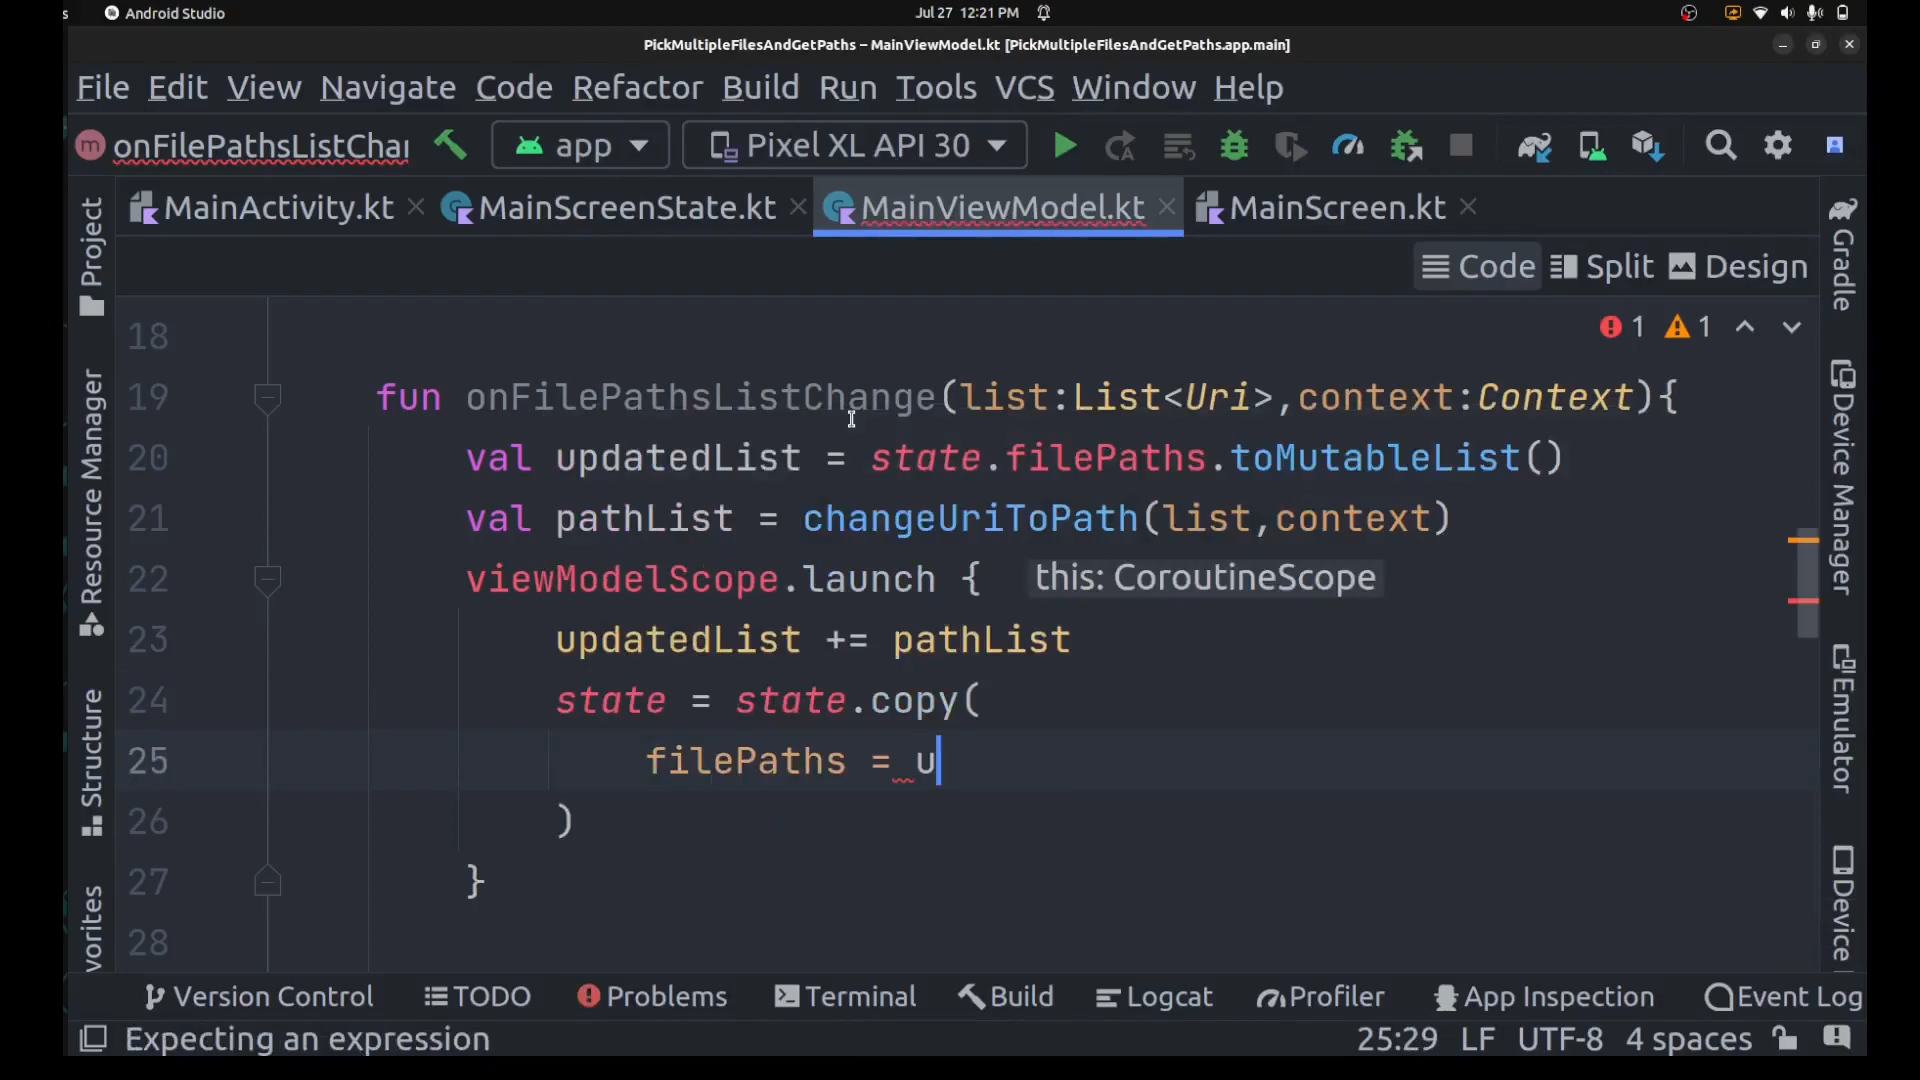 s Android Studio Jul 27 12:21 PM
PickMultipleFilesAndGetPaths – MainViewModel.kt [PickMultipleFilesAndGetPaths.app.main]
File Edit View Navigate Code Refactor Build Run Tools VCS Window Help
m onFilePathsListChar app Pixel XL API 30
MainActivity.kt MainScreenState.kt MainViewModel.kt MainScreen.kt
Code Split Design
1 1
18
19 fun onFilePathsListChange(list:List<Uri>,context:Context){
20 val updatedList = state.filePaths.toMutableList()
21 val pathList = changeUriToPath(list,context)
22 viewModelScope.launch { this: CoroutineScope
23 updatedList += pathList
24 state = state.copy(
25 filePaths = u
26 )
27 }
28
Project
Resource Manager
Structure
vorites
Gradle
Device Manager
Emulator
Device
Version Control TODO Problems Terminal Build Logcat Profiler App Inspection Event Log
Expecting an expression 25:29 LF UTF-8 4 spaces